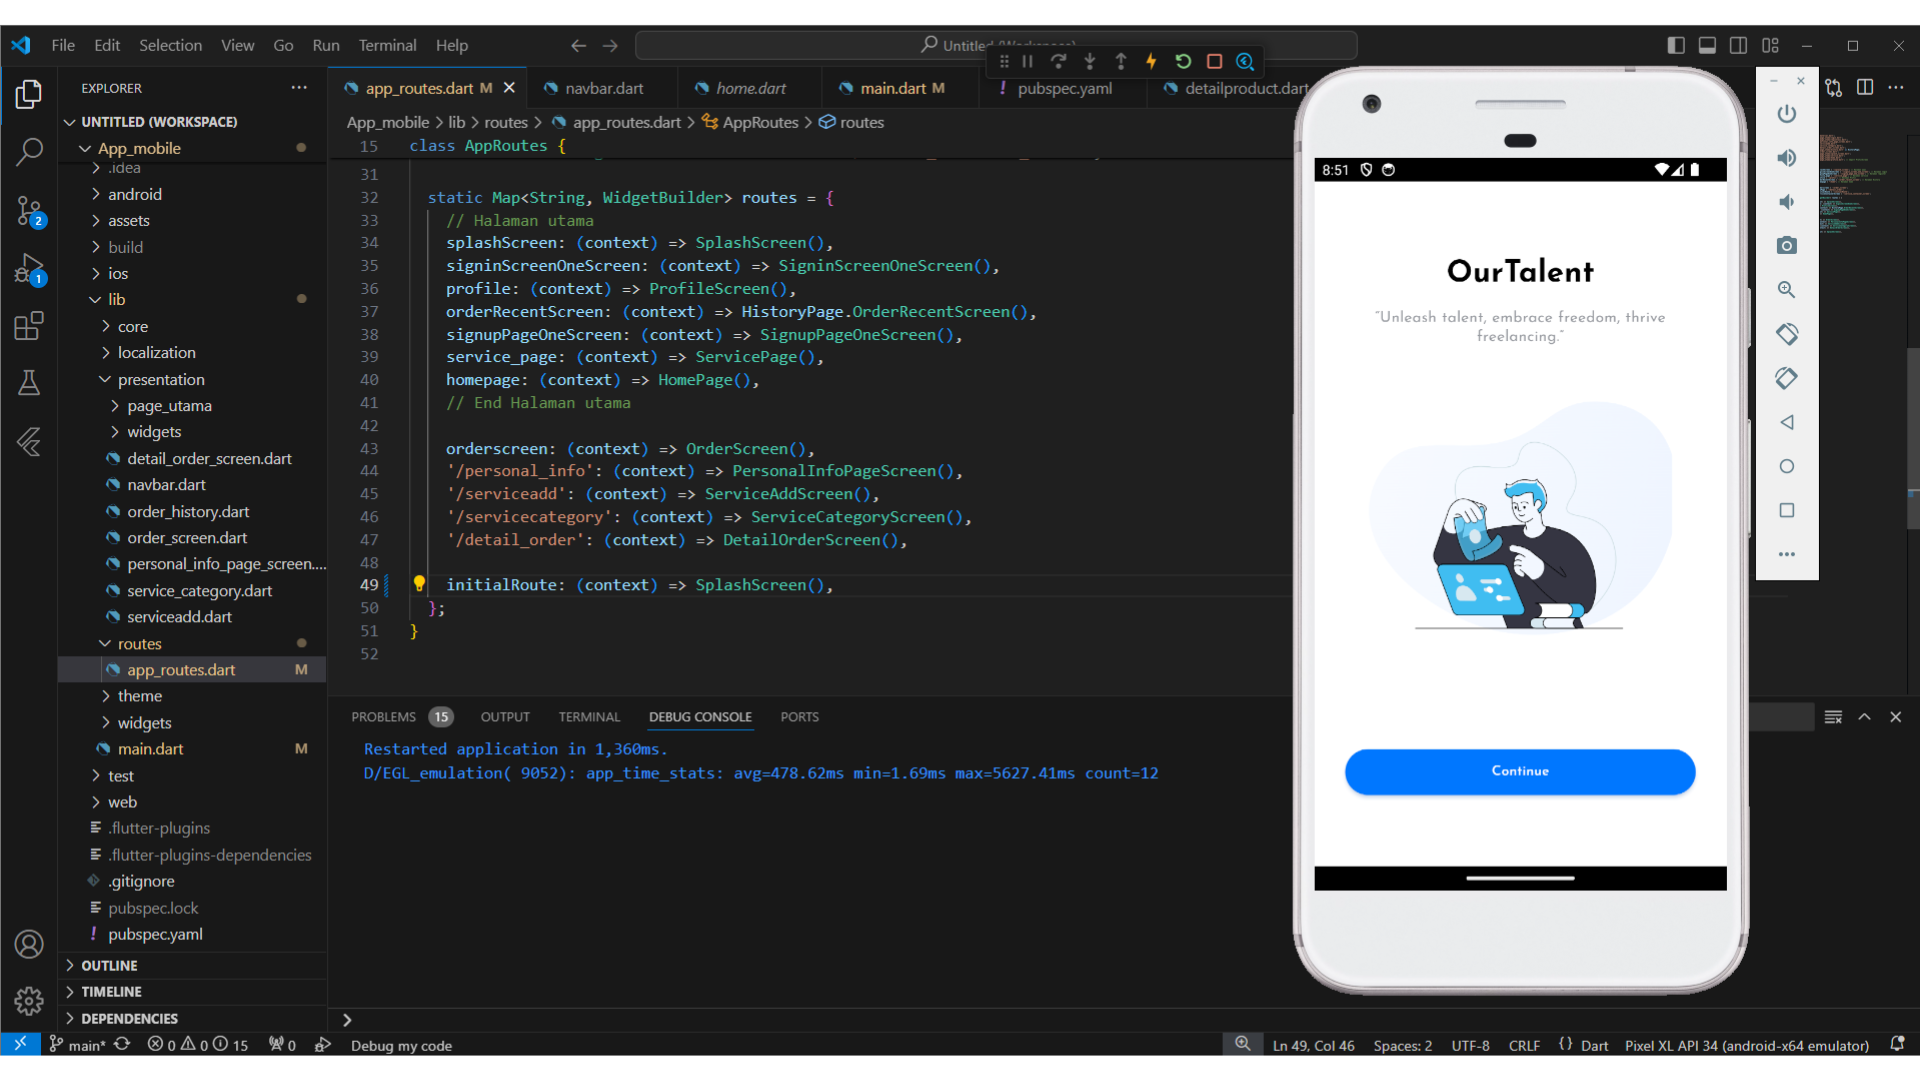 File Edit Selection View Go Run Terminal Help
EXPLORER
UNTITLED (WORKSPACE)
App_mobile
.idea
android
assets
build
ios
lib
core
localization
presentation
page_utama
widgets
detail_order_screen.dart
navbar.dart
order_history.dart
order_screen.dart
personal_info_page_screen....
service_category.dart
serviceadd.dart
routes
app_routes.dart M
theme
widgets
main.dart M
test
web
.flutter-plugins
.flutter-plugins-dependencies
.gitignore
pubspec.lock
pubspec.yaml
OUTLINE
TIMELINE
DEPENDENCIES
2
1
app_routes.dart M navbar.dart home.dart main.dart M pubspec.yaml detailproduct.dart
App_mobile > lib > routes > app_routes.dart > AppRoutes > routes
15 class AppRoutes {
31
32 static Map<String, WidgetBuilder> routes = {
33 // Halaman utama
34 splashScreen: (context) => SplashScreen(),
35 signinScreenOneScreen: (context) => SigninScreenOneScreen(),
36 profile: (context) => ProfileScreen(),
37 orderRecentScreen: (context) => HistoryPage.OrderRecentScreen(),
38 signupPageOneScreen: (context) => SignupPageOneScreen(),
39 service_page: (context) => ServicePage(),
40 homepage: (context) => HomePage(),
41 // End Halaman utama
42
43 orderscreen: (context) => OrderScreen(),
44 '/personal_info': (context) => PersonalInfoPageScreen(),
45 '/serviceadd': (context) => ServiceAddScreen(),
46 '/servicecategory': (context) => ServiceCategoryScreen(),
47 '/detail_order': (context) => DetailOrderScreen(),
48
49 initialRoute: (context) => SplashScreen(),
50 };
51 }
52
PROBLEMS 15 OUTPUT TERMINAL DEBUG CONSOLE PORTS
Restarted application in 1,360ms.
D/EGL_emulation( 9052): app_time_stats: avg=478.62ms min=1.69ms max=5627.41ms count=12
8:51
OurTalent
“Unleash talent, embrace freedom, thrive
freelancing.”
Continue
main* 0 0 15 0 Debug my code Ln 49, Col 46 Spaces: 2 UTF-8 CRLF {} Dart Pixel XL API 34 (android-x64 emulator)